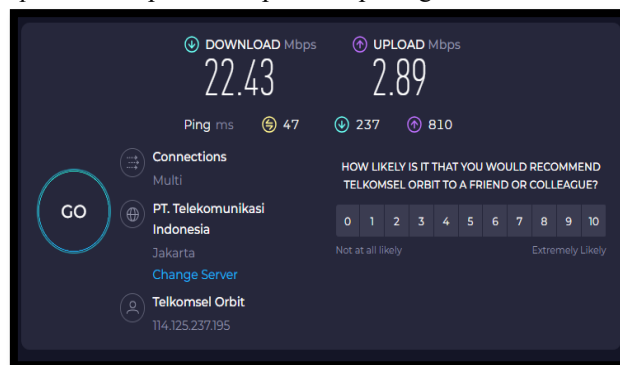 DOWNLOAD Mbps
22.43
UPLOAD Mbps
2.89
Ping ms 47 237 810
Connections
Multi
PT. Telekomunikasi
Indonesia
Jakarta
Change Server
Telkomsel Orbit
114.125.237.195
GO
HOW LIKELY IS IT THAT YOU WOULD RECOMMEND
TELKOMSEL ORBIT TO A FRIEND OR COLLEAGUE?
0 1 2 3 4 5 6 7 8 9 10
Not at all likely Extremely Likely